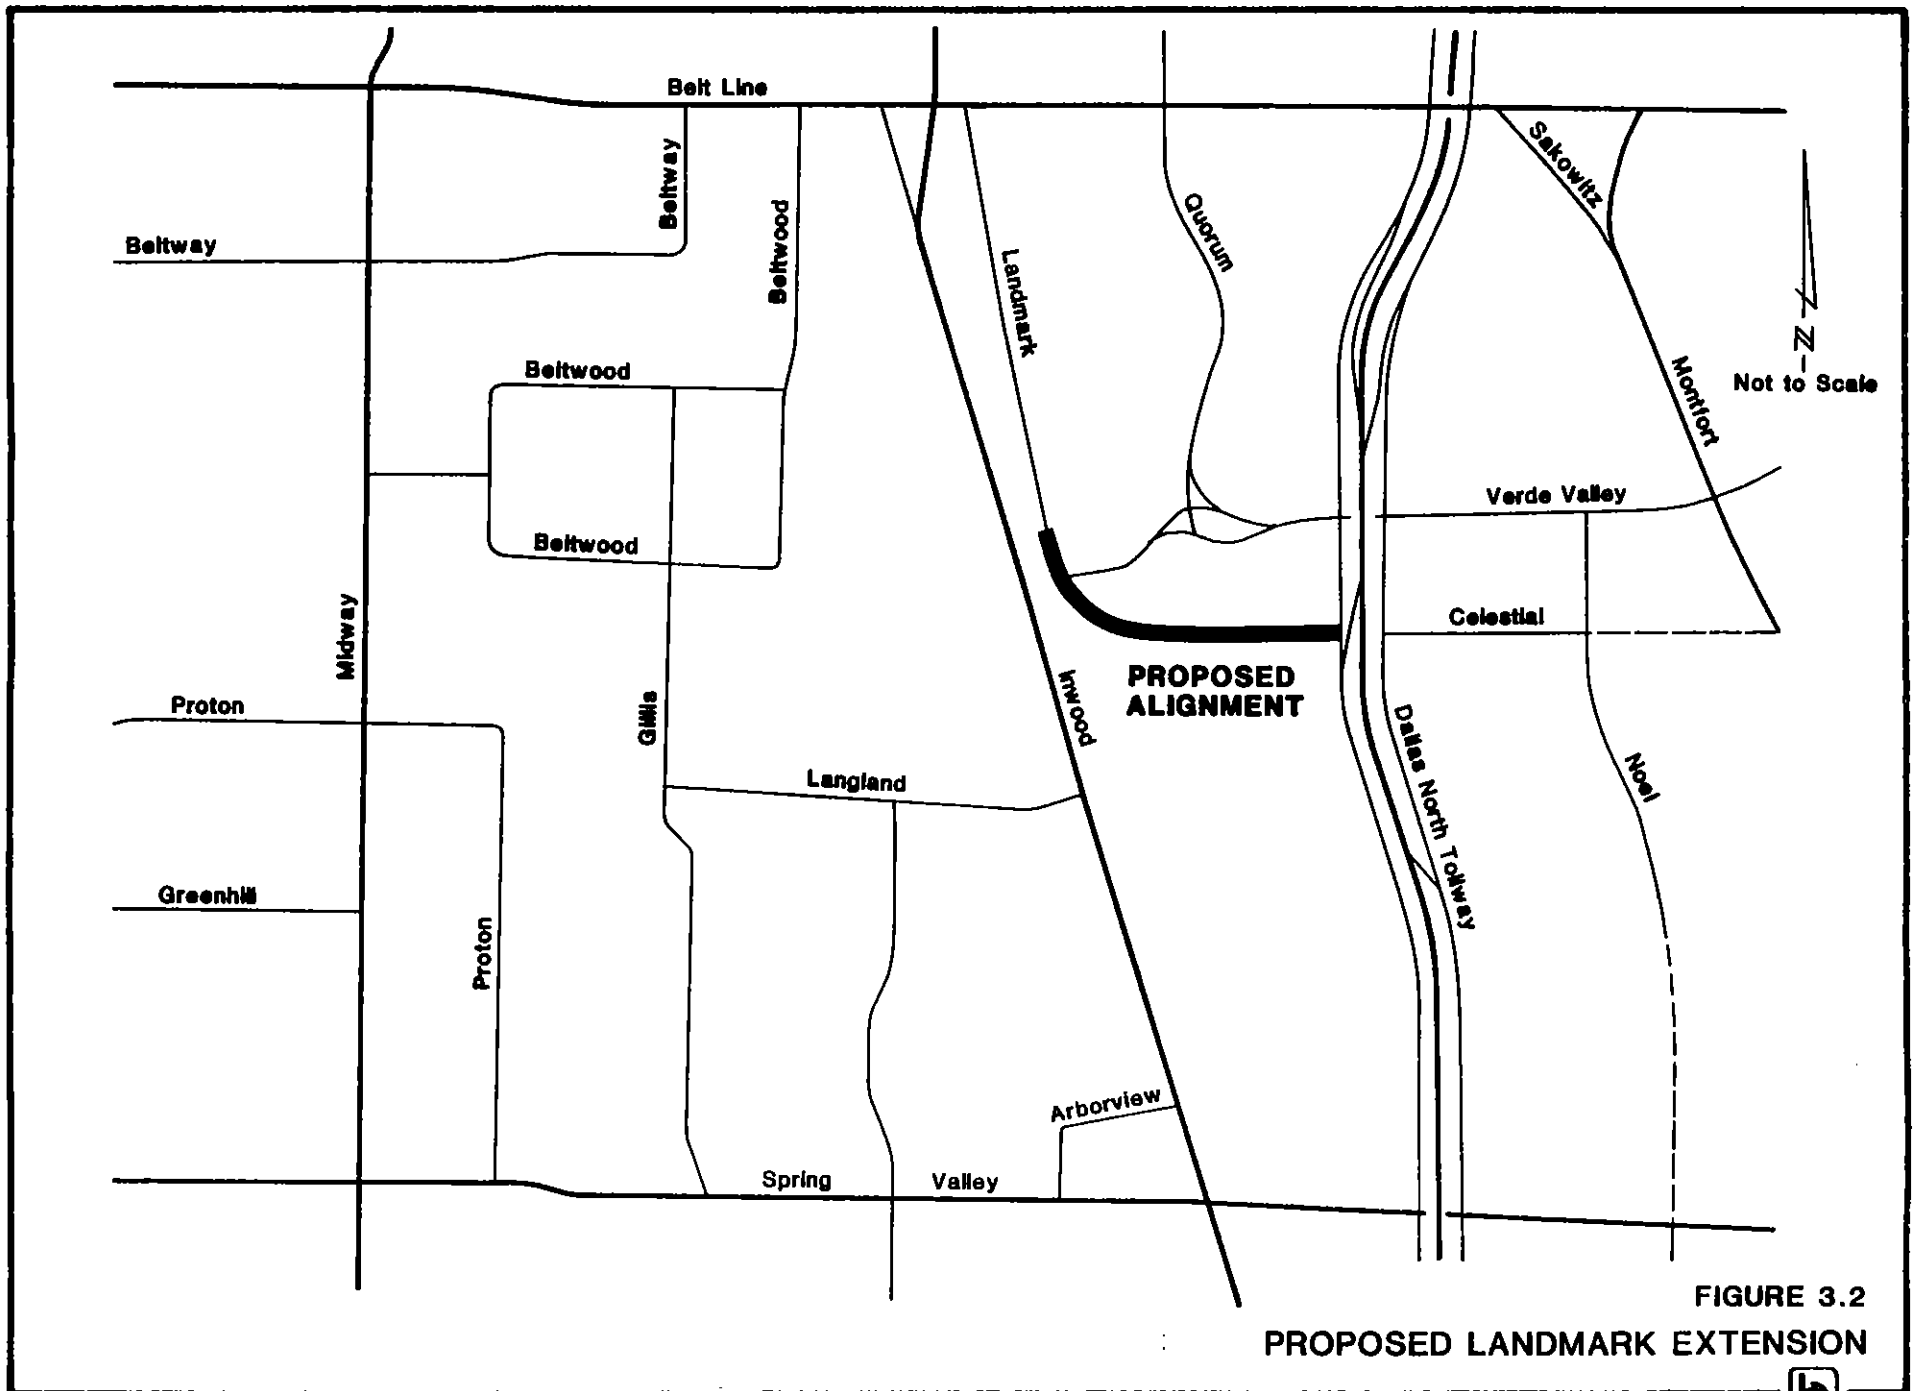 Belt Line
Beltway
Beltway
Beltwood
Sakowitz
Quorum
Landmark
N
Not to Scale
Beltwood
Montfort
Verde Valley
Beltwood
Midway
Celestial
PROPOSED
ALIGNMENT
Inwood
Proton
Gillis
Dallas North Tollway
Noel
Langland
Greenhill
Proton
Arborview
Spring Valley
FIGURE 3.2
PROPOSED LANDMARK EXTENSION